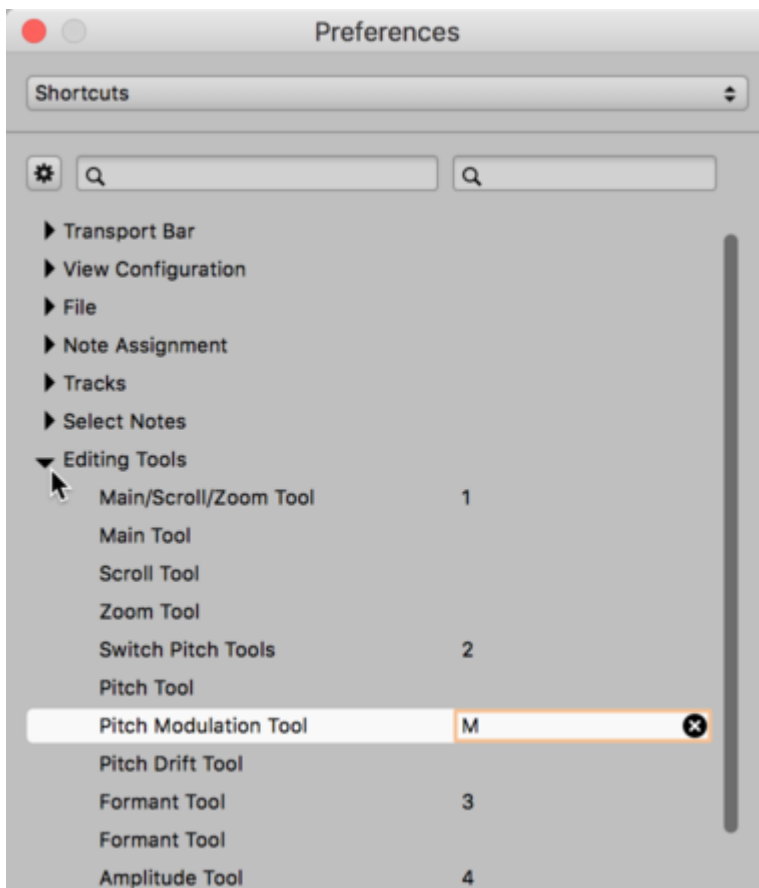 Preferences
Shortcuts
Transport Bar
View Configuration
File
Note Assignment
Tracks
Select Notes
Editing Tools
Main/Scroll/Zoom Tool 1
Main Tool
Scroll Tool
Zoom Tool
Switch Pitch Tools 2
Pitch Tool
Pitch Modulation Tool M
Pitch Drift Tool
Formant Tool 3
Formant Tool
Amplitude Tool 4